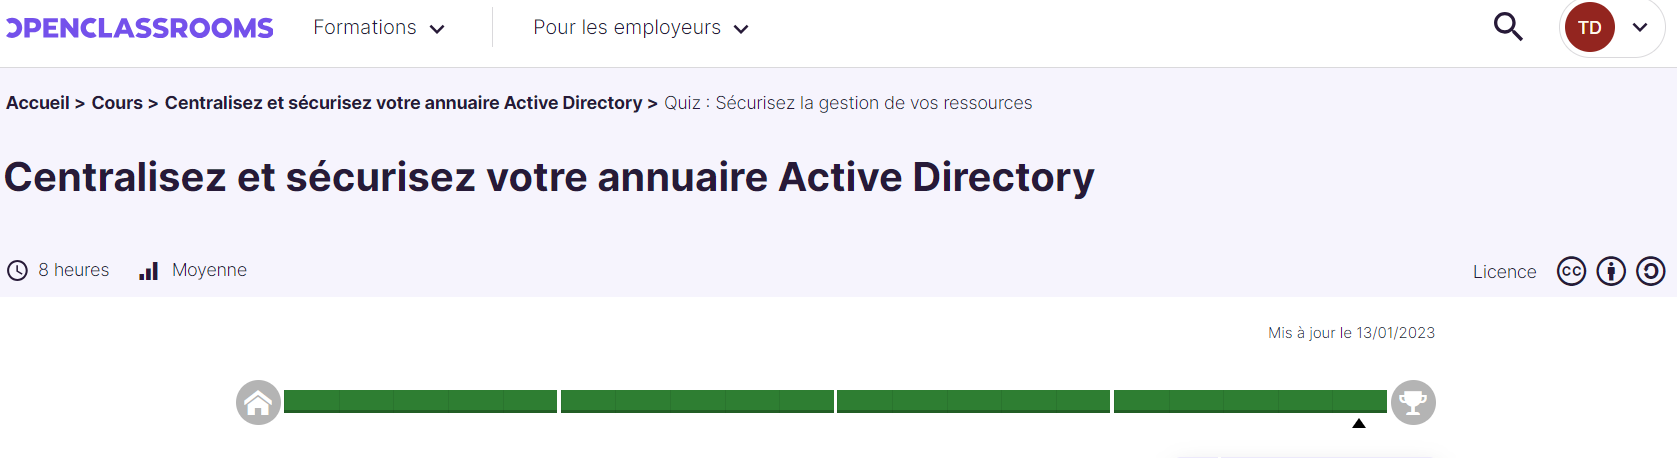 OPENCLASSROOMS Formations Pour les employeurs TD
Accueil > Cours > Centralisez et sécurisez votre annuaire Active Directory > Quiz : Sécurisez la gestion de vos ressources
Centralisez et sécurisez votre annuaire Active Directory
8 heures Moyenne Licence CC
Mis à jour le 13/01/2023